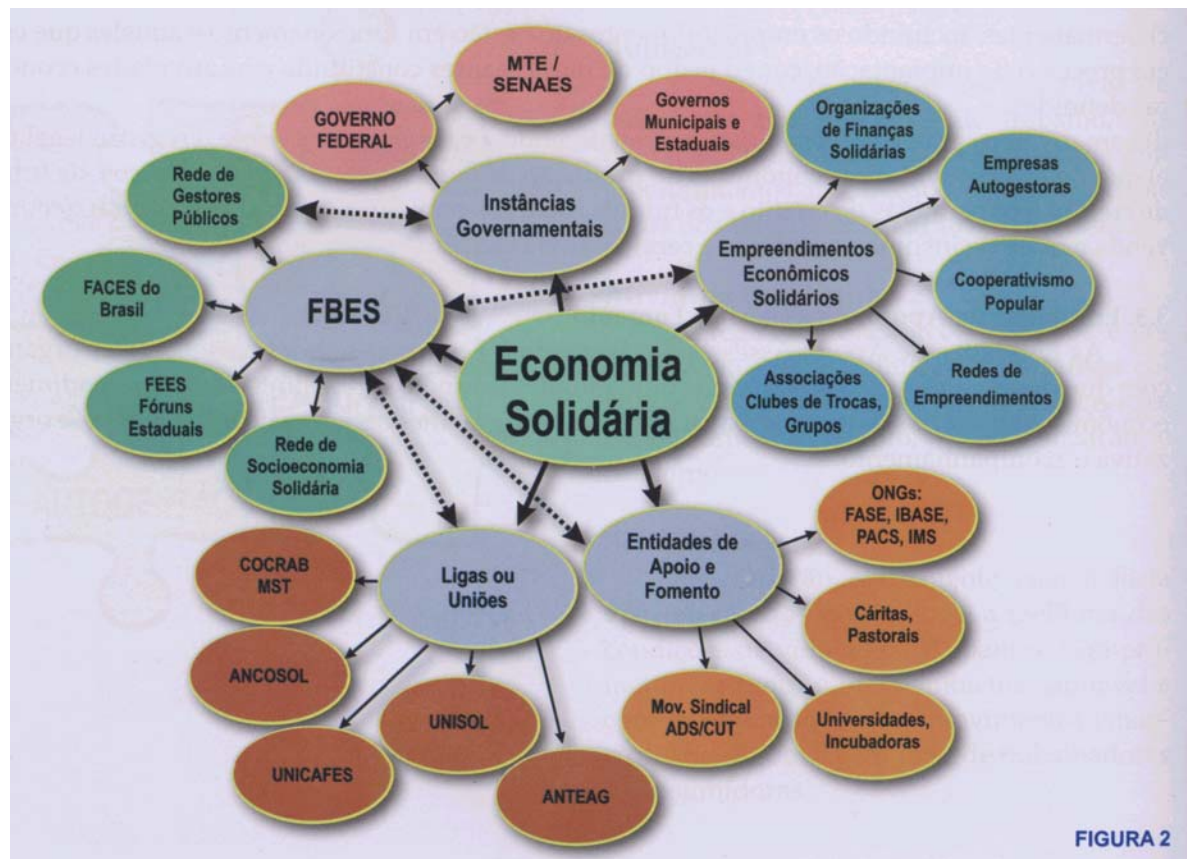 MTE /
SENAES
GOVERNO
FEDERAL
Governos
Municipais e
Estaduais
Organizações
de Finanças
Solidárias
Empresas
Autogestoras
Rede de
Gestores
Públicos
Instâncias
Governamentais
Empreendimentos
Econômicos
Solidários
Cooperativismo
Popular
FACES do
Brasil
FBES
Economia
Solidária
Associações
Clubes de Trocas,
Grupos
Redes de
Empreendimentos
FEES
Fóruns
Estaduais
Rede de
Socioeconomia
Solidária
ONGs:
FASE, IBASE,
PACS, IMS
COCRAB
MST
Ligas ou
Uniões
Entidades de
Apoio e
Fomento
Cáritas,
Pastorais
ANCOSOL
UNISOL
Mov. Sindical
ADS/CUT
Universidades,
Incubadoras
UNICAFES
ANTEAG
FIGURA 2